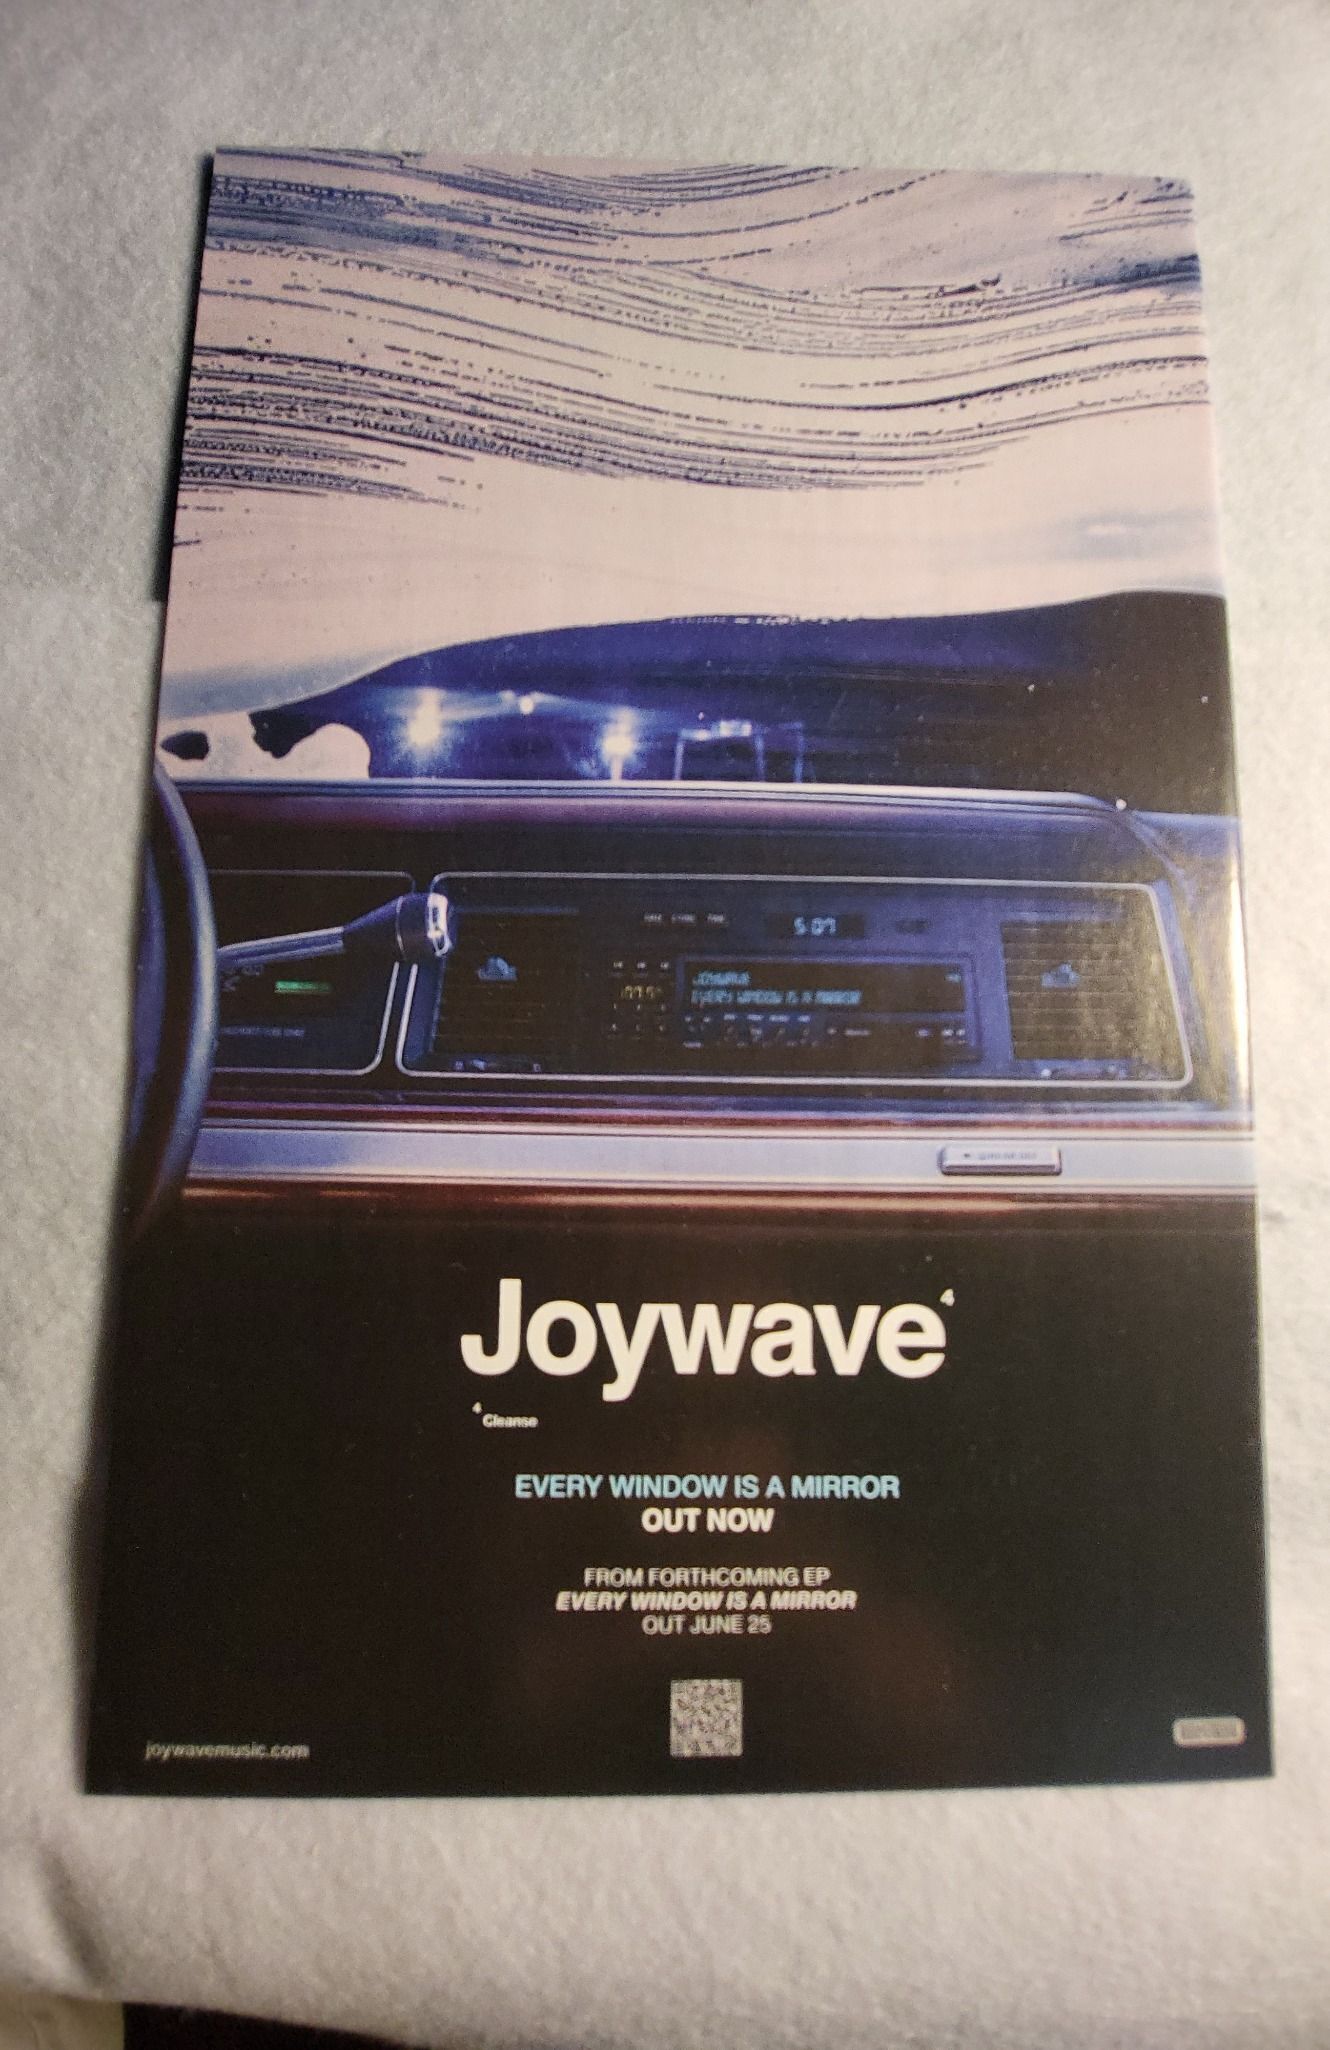 5:07
JOYWAVE
EVERY WINDOW IS A MIRROR
Joywave⁴
⁴ Cleanse
EVERY WINDOW IS A MIRROR
OUT NOW
FROM FORTHCOMING EP
EVERY WINDOW IS A MIRROR
OUT JUNE 25
joywavemusic.com